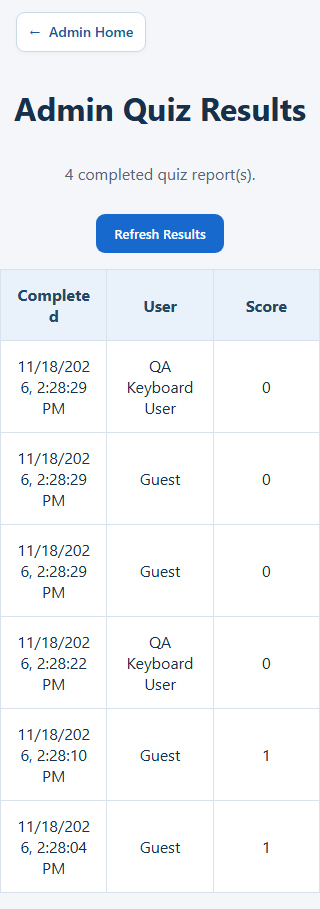 ← Admin Home
Admin Quiz Results
4 completed quiz report(s).
Refresh Results
Complete
d
User
Score
11/18/202
6, 2:28:29
PM
QA
Keyboard
User
0
11/18/202
6, 2:28:29
PM
Guest
0
11/18/202
6, 2:28:29
PM
Guest
0
11/18/202
6, 2:28:22
PM
QA
Keyboard
User
0
11/18/202
6, 2:28:10
PM
Guest
1
11/18/202
6, 2:28:04
PM
Guest
1